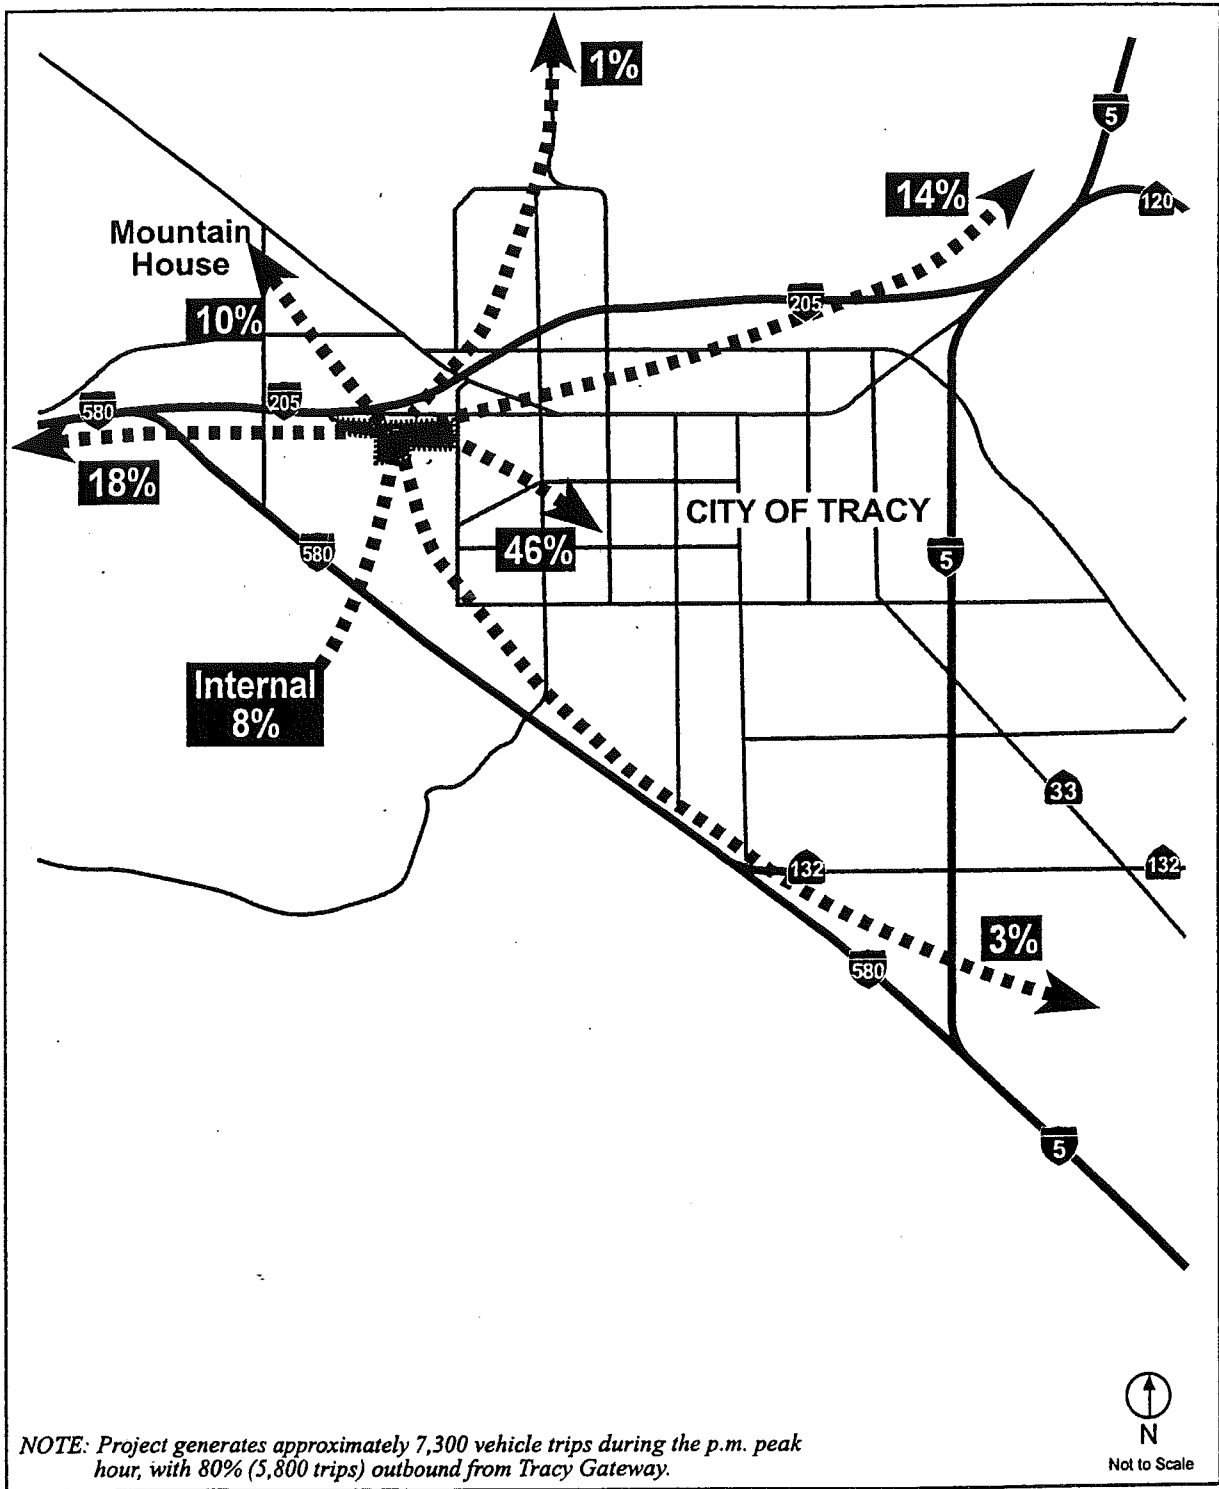 1%
5
14%
120
Mountain
House
205
10%
205
580
18%
CITY OF TRACY
46%
580
5
Internal
8%
33
132
132
3%
580
5
N
Not to Scale
NOTE: Project generates approximately 7,300 vehicle trips during the p.m. peak
hour, with 80% (5,800 trips) outbound from Tracy Gateway.